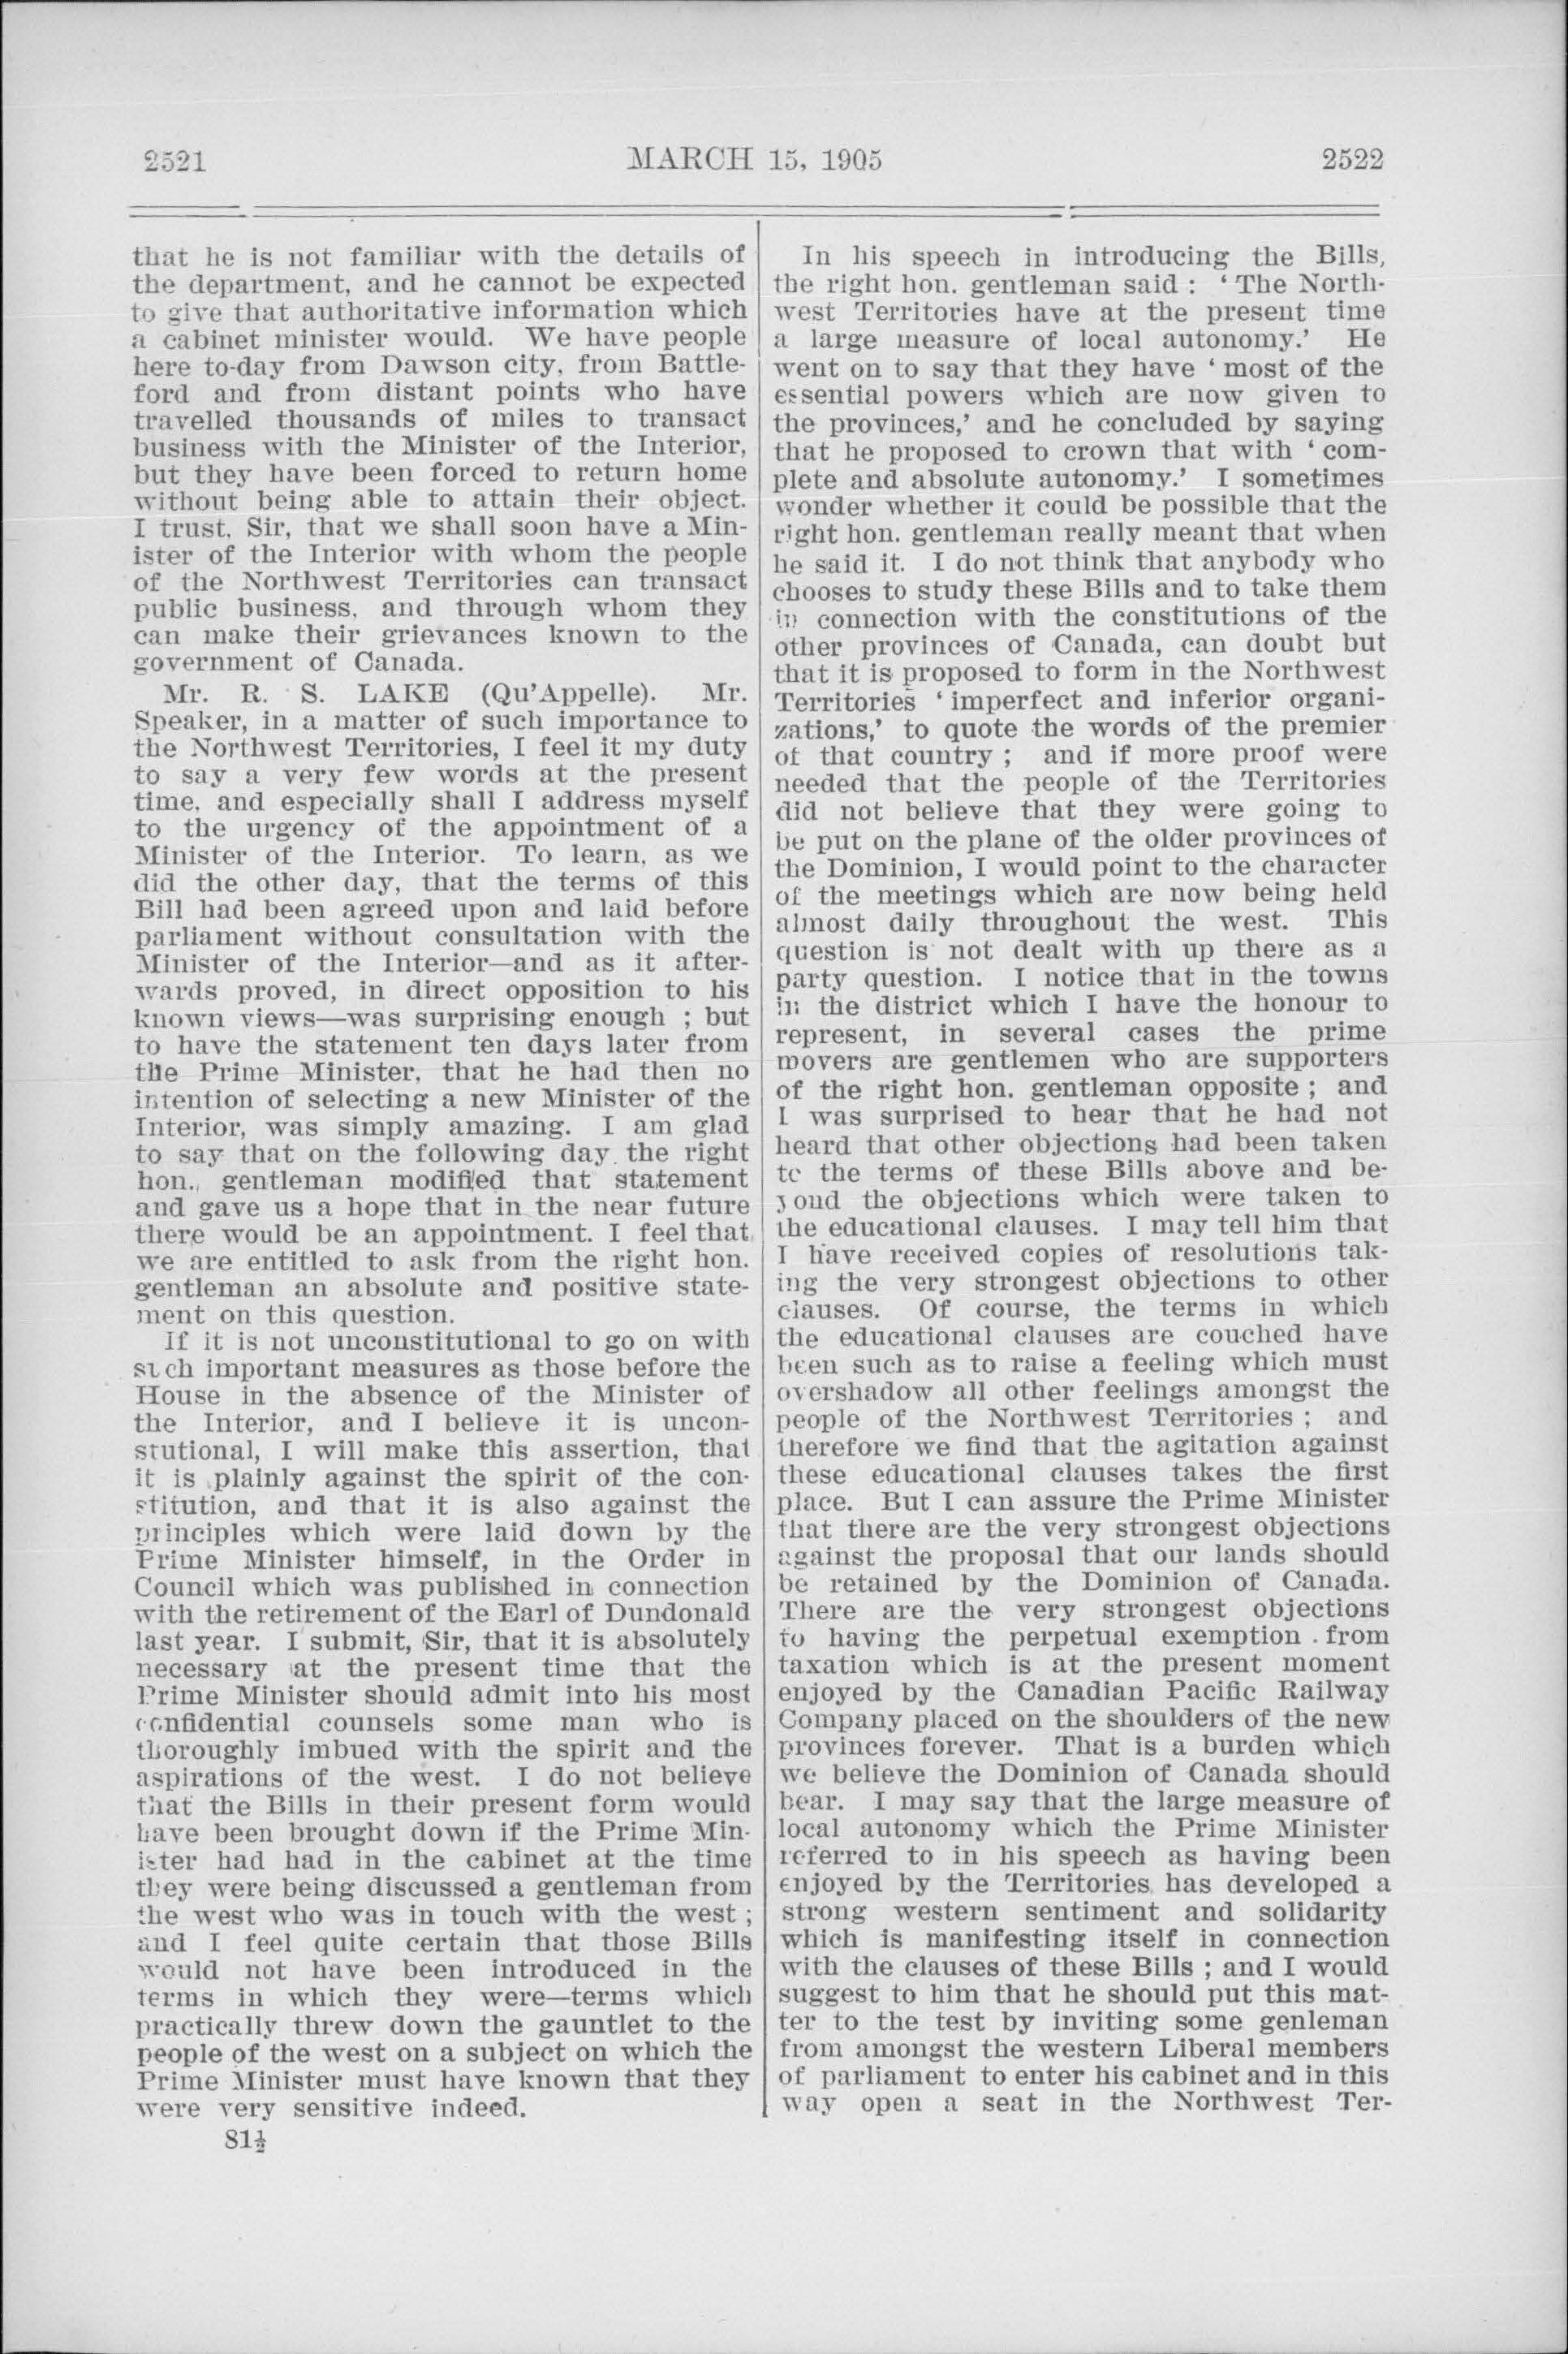 2521 MARCH 15, 1905 2522
that he is not familiar with the details of
the department, and he cannot be expected
to give that authoritative information which
a cabinet minister would. We have people
here to-day from Dawson city, from Battle-
ford and from distant points who have
travelled thousands of miles to transact
business with the Minister of the Interior,
but they have been forced to return home
without being able to attain their object.
I trust, Sir, that we shall soon have a Min-
ister of the Interior with whom the people
of the Northwest Territories can transact
public business, and through whom they
can make their grievances known to the
government of Canada.
Mr. R. S. LAKE (Qu'Appelle). Mr.
Speaker, in a matter of such importance to
the Northwest Territories, I feel it my duty
to say a very few words at the present
time, and especially shall I address myself
to the urgency of the appointment of a
Minister of the Interior. To learn, as we
did the other day, that the terms of this
Bill had been agreed upon and laid before
parliament without consultation with the
Minister of the Interior—and as it after-
wards proved, in direct opposition to his
known views—was surprising enough ; but
to have the statement ten days later from
the Prime Minister, that he had then no
intention of selecting a new Minister of the
Interior, was simply amazing. I am glad
to say that on the following day the right
hon., gentleman modified that statement
and gave us a hope that in the near future
there would be an appointment. I feel that
we are entitled to ask from the right hon.
gentleman an absolute and positive state-
ment on this question.
If it is not unconstitutional to go on with
such important measures as those before the
House in the absence of the Minister of
the Interior, and I believe it is uncon-
stutional, I will make this assertion, that
it is plainly against the spirit of the con-
stitution, and that it is also against the
principles which were laid down by the
Prime Minister himself, in the Order in
Council which was published in connection
with the retirement of the Earl of Dundonald
last year. I submit, Sir, that it is absolutely
necessary at the present time that the
Prime Minister should admit into his most
confidential counsels some man who is
thoroughly imbued with the spirit and the
aspirations of the west. I do not believe
that the Bills in their present form would
have been brought down if the Prime Min-
ister had had in the cabinet at the time
they were being discussed a gentleman from
the west who was in touch with the west ;
and I feel quite certain that those Bills
would not have been introduced in the
terms in which they were—terms which
practically threw down the gauntlet to the
people of the west on a subject on which the
Prime Minister must have known that they
were very sensitive indeed.
81½
In his speech in introducing the Bills,
the right hon. gentleman said : ‘ The North-
west Territories have at the present time
a large measure of local autonomy.’ He
went on to say that they have ‘ most of the
essential powers which are now given to
the provinces,’ and he concluded by saying
that he proposed to crown that with ‘ com-
plete and absolute autonomy.’ I sometimes
wonder whether it could be possible that the
right hon. gentleman really meant that when
he said it. I do not think that anybody who
chooses to study these Bills and to take them
in connection with the constitutions of the
other provinces of Canada, can doubt but
that it is proposed to form in the Northwest
Territories ‘ imperfect and inferior organi-
zations,’ to quote the words of the premier
of that country ; and if more proof were
needed that the people of the Territories
did not believe that they were going to
be put on the plane of the older provinces of
the Dominion, I would point to the character
of the meetings which are now being held
almost daily throughout the west. This
question is not dealt with up there as a
party question. I notice that in the towns
in the district which I have the honour to
represent, in several cases the prime
movers are gentlemen who are supporters
of the right hon. gentleman opposite ; and
I was surprised to hear that he had not
heard that other objections had been taken
to the terms of these Bills above and be-
yond the objections which were taken to
the educational clauses. I may tell him that
I have received copies of resolutions tak-
ing the very strongest objections to other
clauses. Of course, the terms in which
the educational clauses are couched have
been such as to raise a feeling which must
overshadow all other feelings amongst the
people of the Northwest Territories ; and
therefore we find that the agitation against
these educational clauses takes the first
place. But I can assure the Prime Minister
that there are the very strongest objections
against the proposal that our lands should
be retained by the Dominion of Canada.
There are the very strongest objections
to having the perpetual exemption from
taxation which is at the present moment
enjoyed by the Canadian Pacific Railway
Company placed on the shoulders of the new
provinces forever. That is a burden which
we believe the Dominion of Canada should
bear. I may say that the large measure of
local autonomy which the Prime Minister
referred to in his speech as having been
enjoyed by the Territories has developed a
strong western sentiment and solidarity
which is manifesting itself in connection
with the clauses of these Bills ; and I would
suggest to him that he should put this mat-
ter to the test by inviting some genleman
from amongst the western Liberal members
of parliament to enter his cabinet and in this
way open a seat in the Northwest Ter-